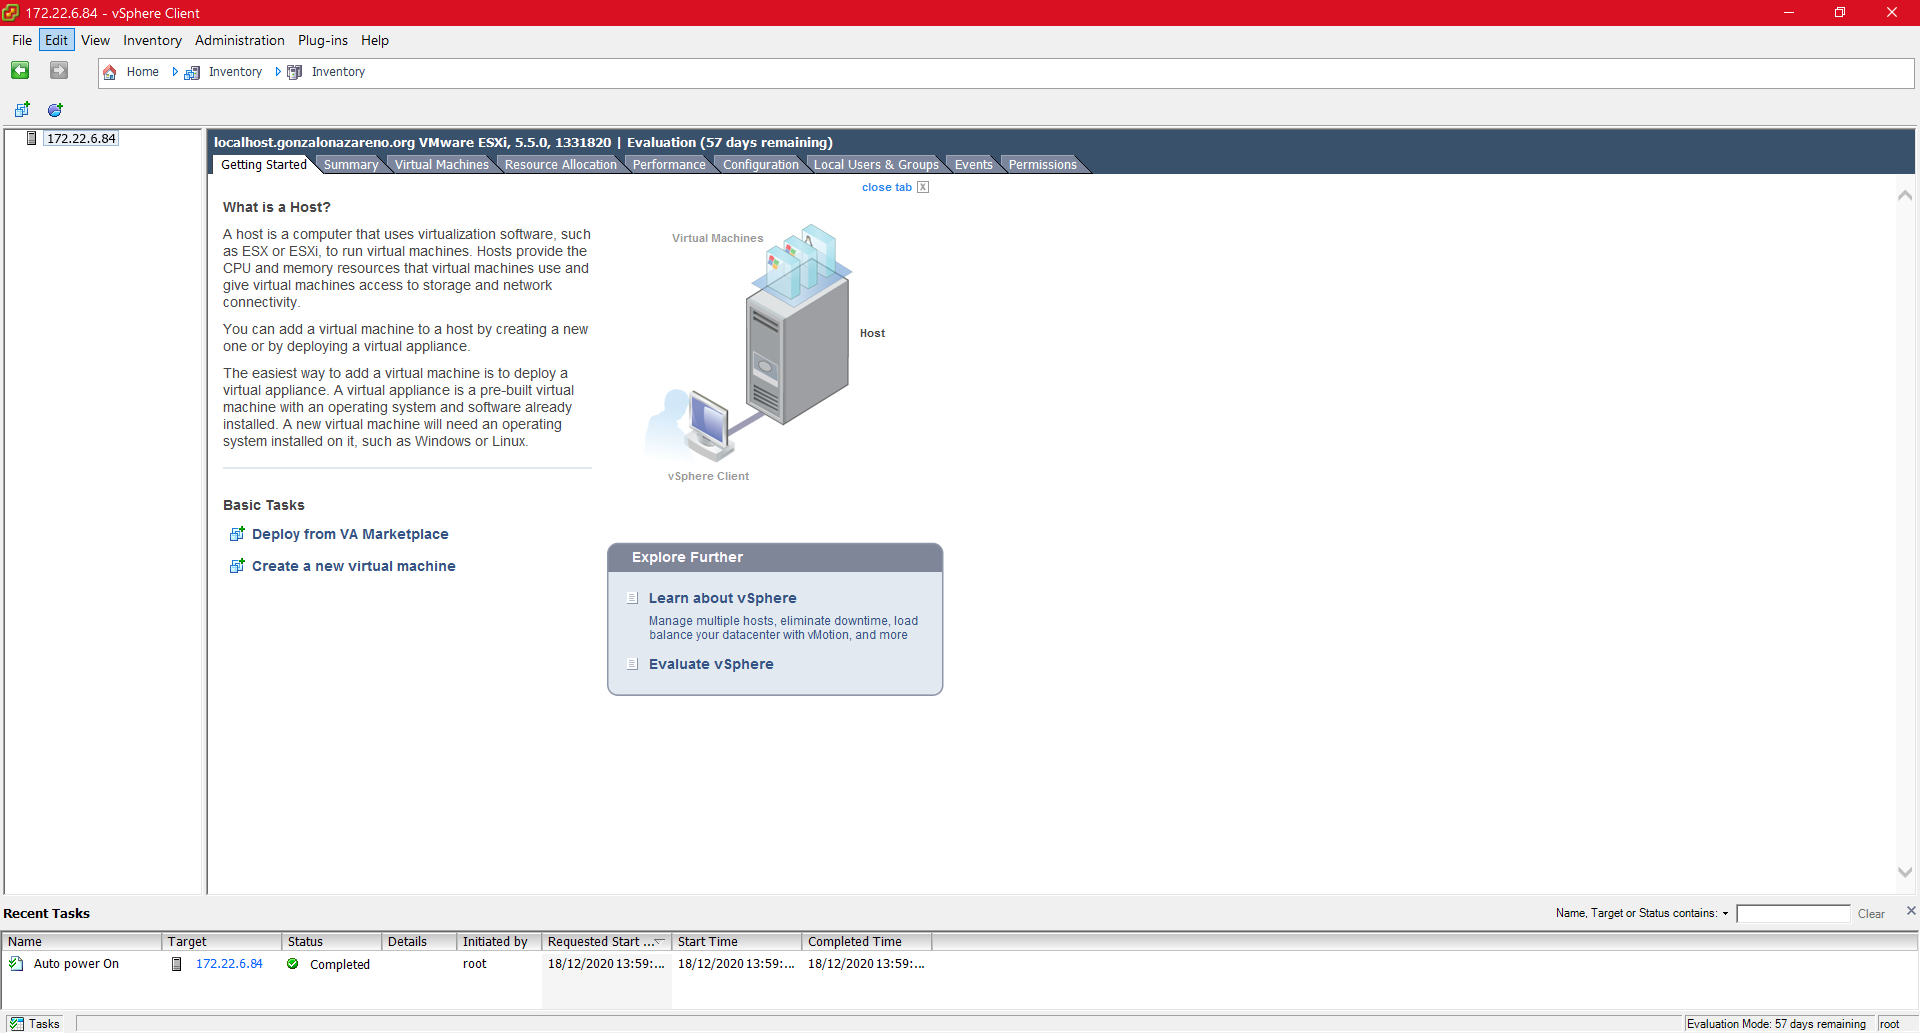 172.22.6.84 - vSphere Client
File Edit View Inventory Administration Plug-ins Help
Home Inventory Inventory
172.22.6.84
localhost.gonzalonazareno.org VMware ESXi, 5.5.0, 1331820 | Evaluation (57 days remaining)
Getting Started Summary Virtual Machines Resource Allocation Performance Configuration Local Users & Groups Events Permissions
close tab X
What is a Host?
A host is a computer that uses virtualization software, such
as ESX or ESXi, to run virtual machines. Hosts provide the
CPU and memory resources that virtual machines use and
give virtual machines access to storage and network
connectivity.
You can add a virtual machine to a host by creating a new
one or by deploying a virtual appliance.
The easiest way to add a virtual machine is to deploy a
virtual appliance. A virtual appliance is a pre-built virtual
machine with an operating system and software already
installed. A new virtual machine will need an operating
system installed on it, such as Windows or Linux.
Virtual Machines
Host
vSphere Client
Basic Tasks
Deploy from VA Marketplace
Create a new virtual machine
Explore Further
Learn about vSphere
Manage multiple hosts, eliminate downtime, load
balance your datacenter with vMotion, and more
Evaluate vSphere
Recent Tasks
Name, Target or Status contains: Clear
Name Target Status Details Initiated by Requested Start ... Start Time Completed Time
Auto power On 172.22.6.84 Completed root 18/12/2020 13:59:... 18/12/2020 13:59:... 18/12/2020 13:59:...
Tasks Evaluation Mode: 57 days remaining root